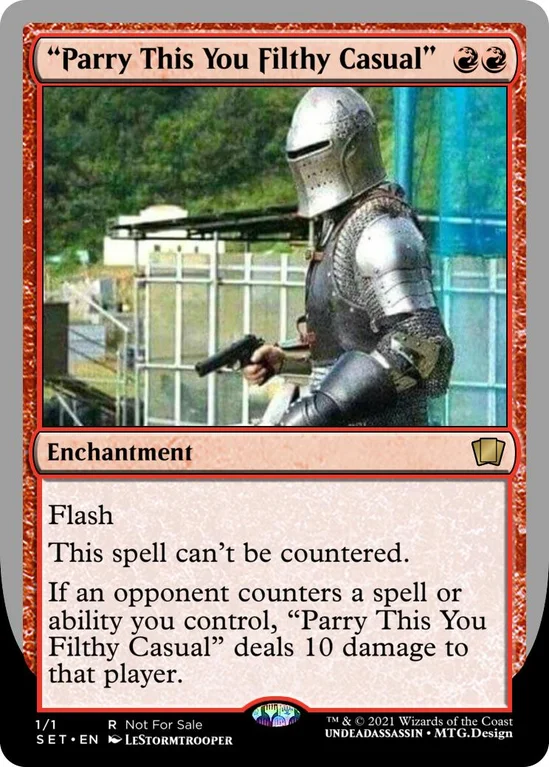 “Parry This You Filthy Casual”
Enchantment
Flash
This spell can’t be countered.
If an opponent counters a spell or
ability you control, “Parry This You
Filthy Casual” deals 10 damage to
that player.
1/1 R Not For Sale
SET • EN LeStormtrooper
™ & © 2021 Wizards of the Coast
UNDEADASSASSIN • MTG.Design